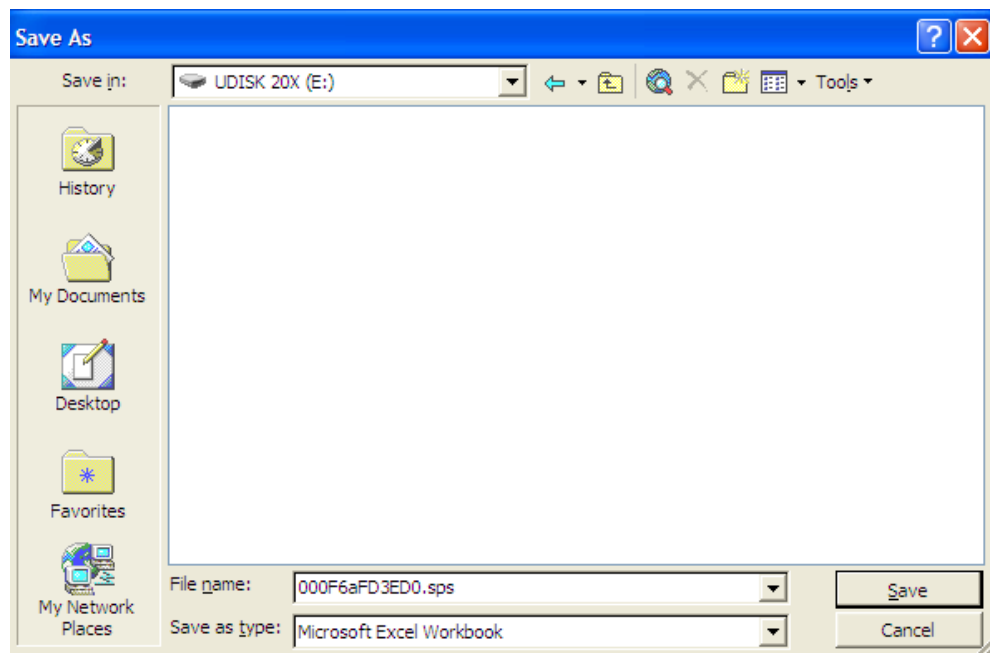 Save As
Save in:
UDISK 20X (E:)
Tools
History
My Documents
Desktop
Favorites
My Network
Places
File name:
000F6aFD3ED0.sps
Save
Save as type:
Microsoft Excel Workbook
Cancel